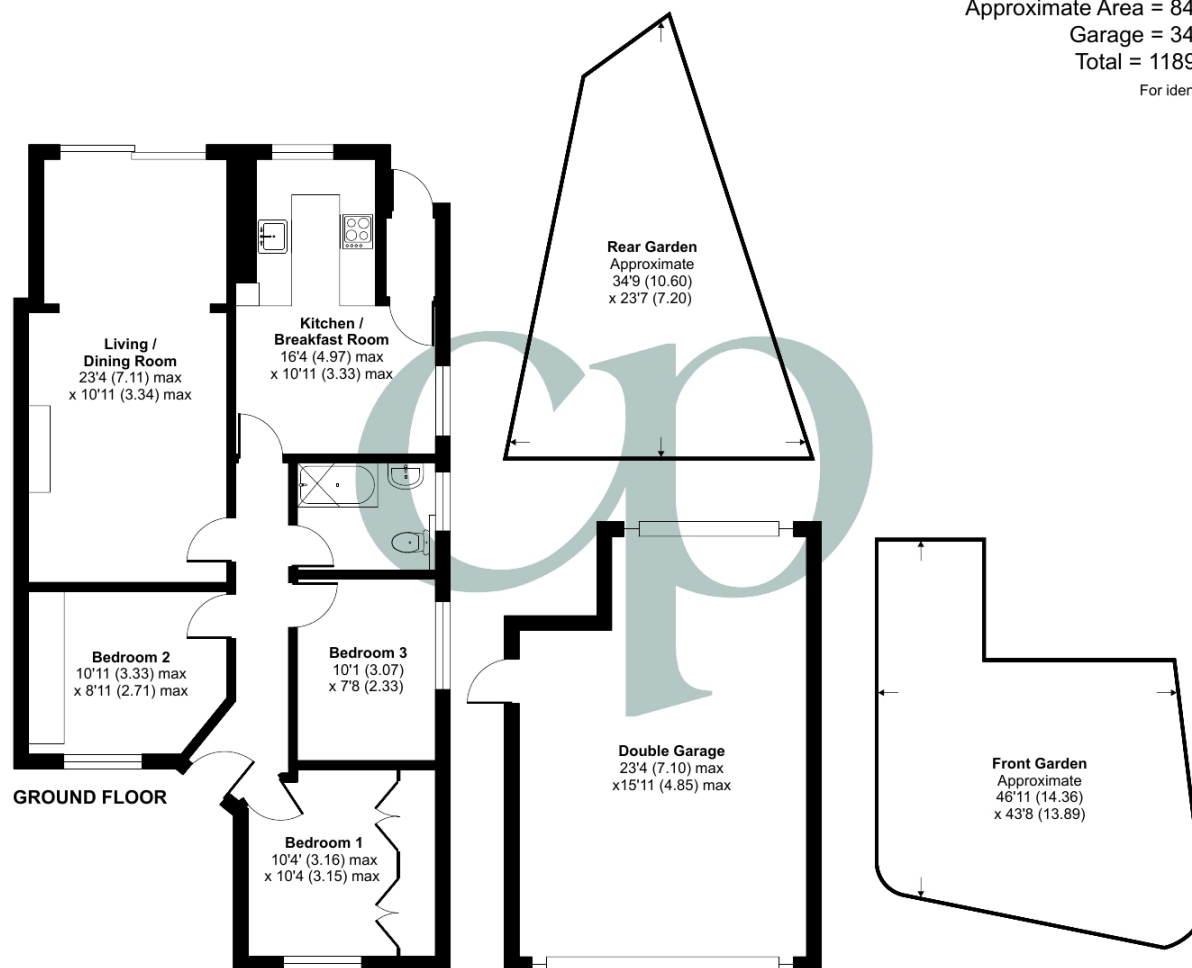 Approximate Area = 84
Garage = 34
Total = 1189
For iden
Rear Garden
Approximate
34'9 (10.60)
x 23'7 (7.20)
Kitchen /
Breakfast Room
16'4 (4.97) max
x 10'11 (3.33) max
Living /
Dining Room
23'4 (7.11) max
x 10'11 (3.34) max
cp
Bedroom 2
10'11 (3.33) max
x 8'11 (2.71) max
Bedroom 3
10'1 (3.07)
x 7'8 (2.33)
Double Garage
23'4 (7.10) max
x15'11 (4.85) max
Front Garden
Approximate
46'11 (14.36)
x 43'8 (13.89)
GROUND FLOOR
Bedroom 1
10'4' (3.16) max
x 10'4 (3.15) max